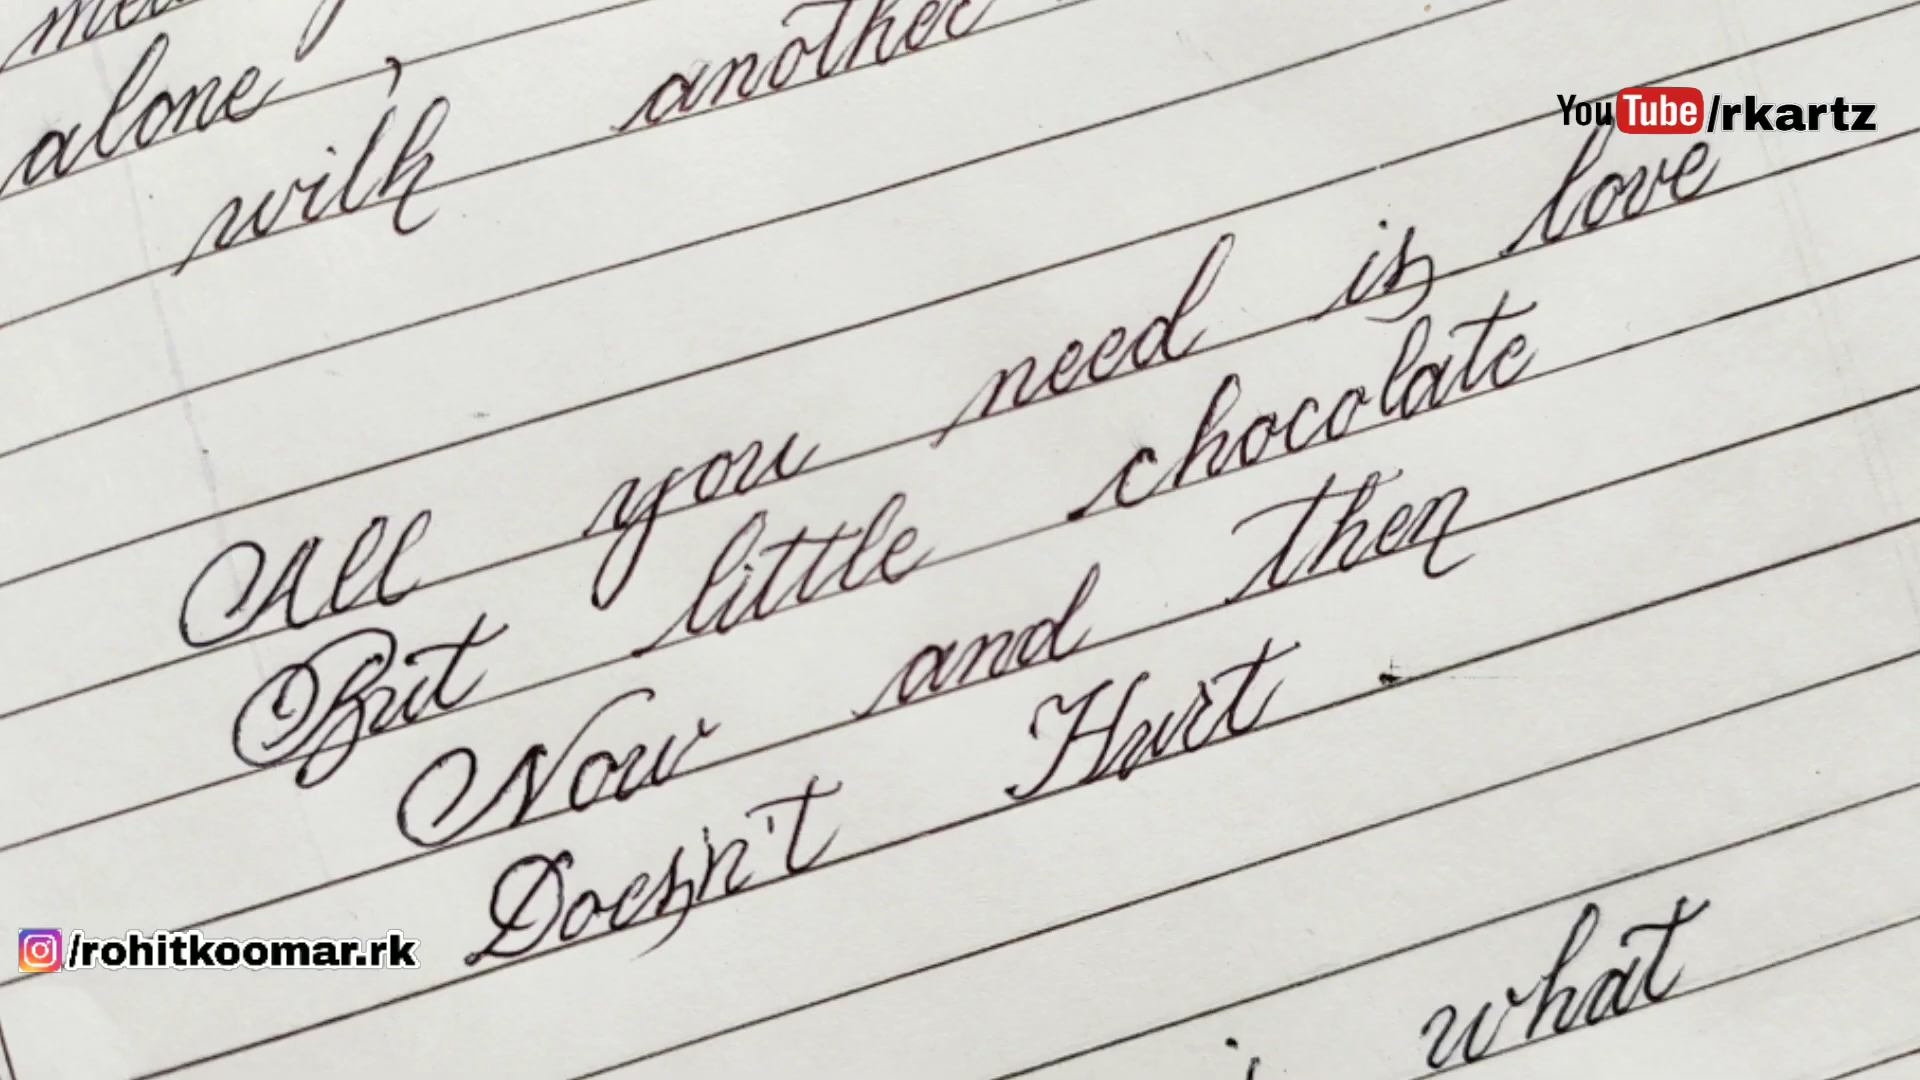 alone,
with another
YouTube/rkartz
All you need is love
But little chocolate
Now and then
Doesn't Hurt
/rohitkoomar.rk
what